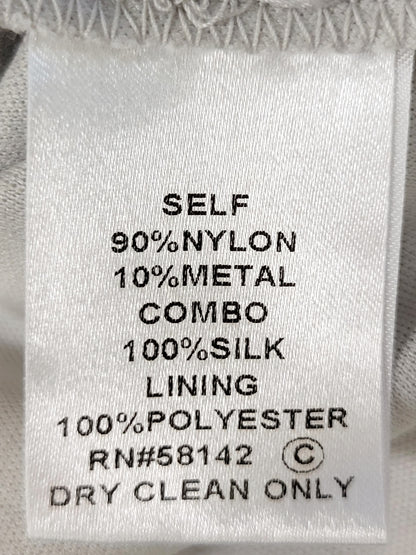 SELF
90%NYLON
10%METAL
COMBO
100%SILK
LINING
100%POLYESTER
RN#58142 Ⓒ
DRY CLEAN ONLY